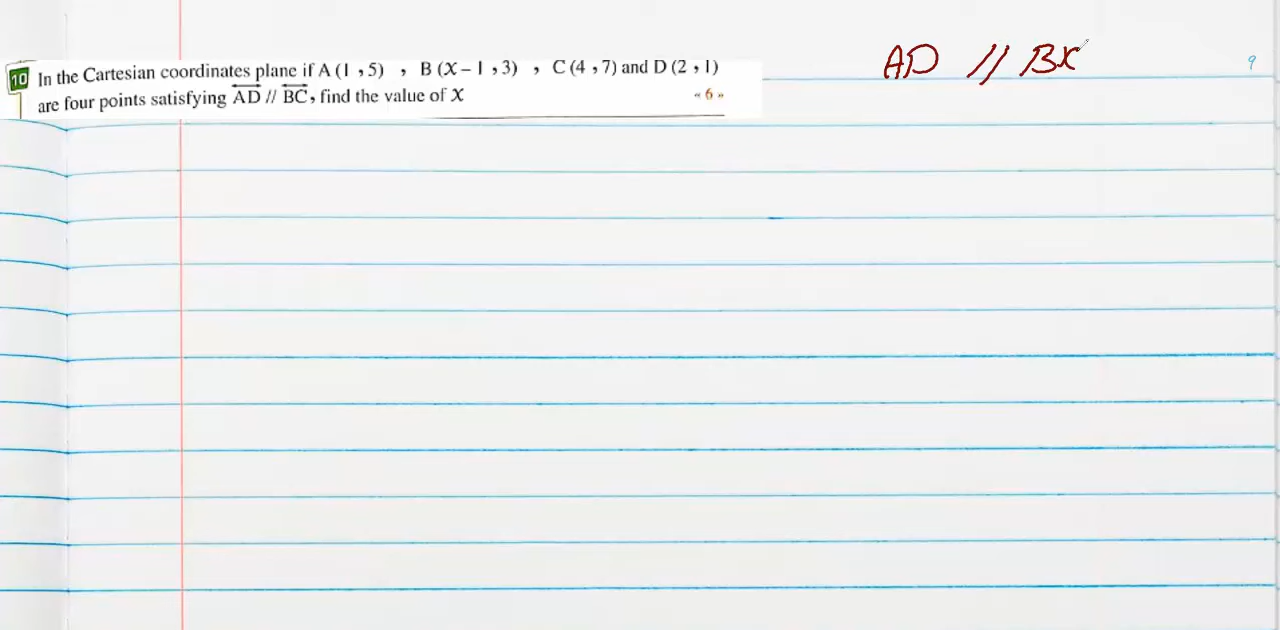 10 In the Cartesian coordinates plane if A (1 , 5) , B (X – 1 , 3) , C (4 , 7) and D (2 , 1)
are four points satisfying AD // BC , find the value of X « 6 »
AD // BX
9